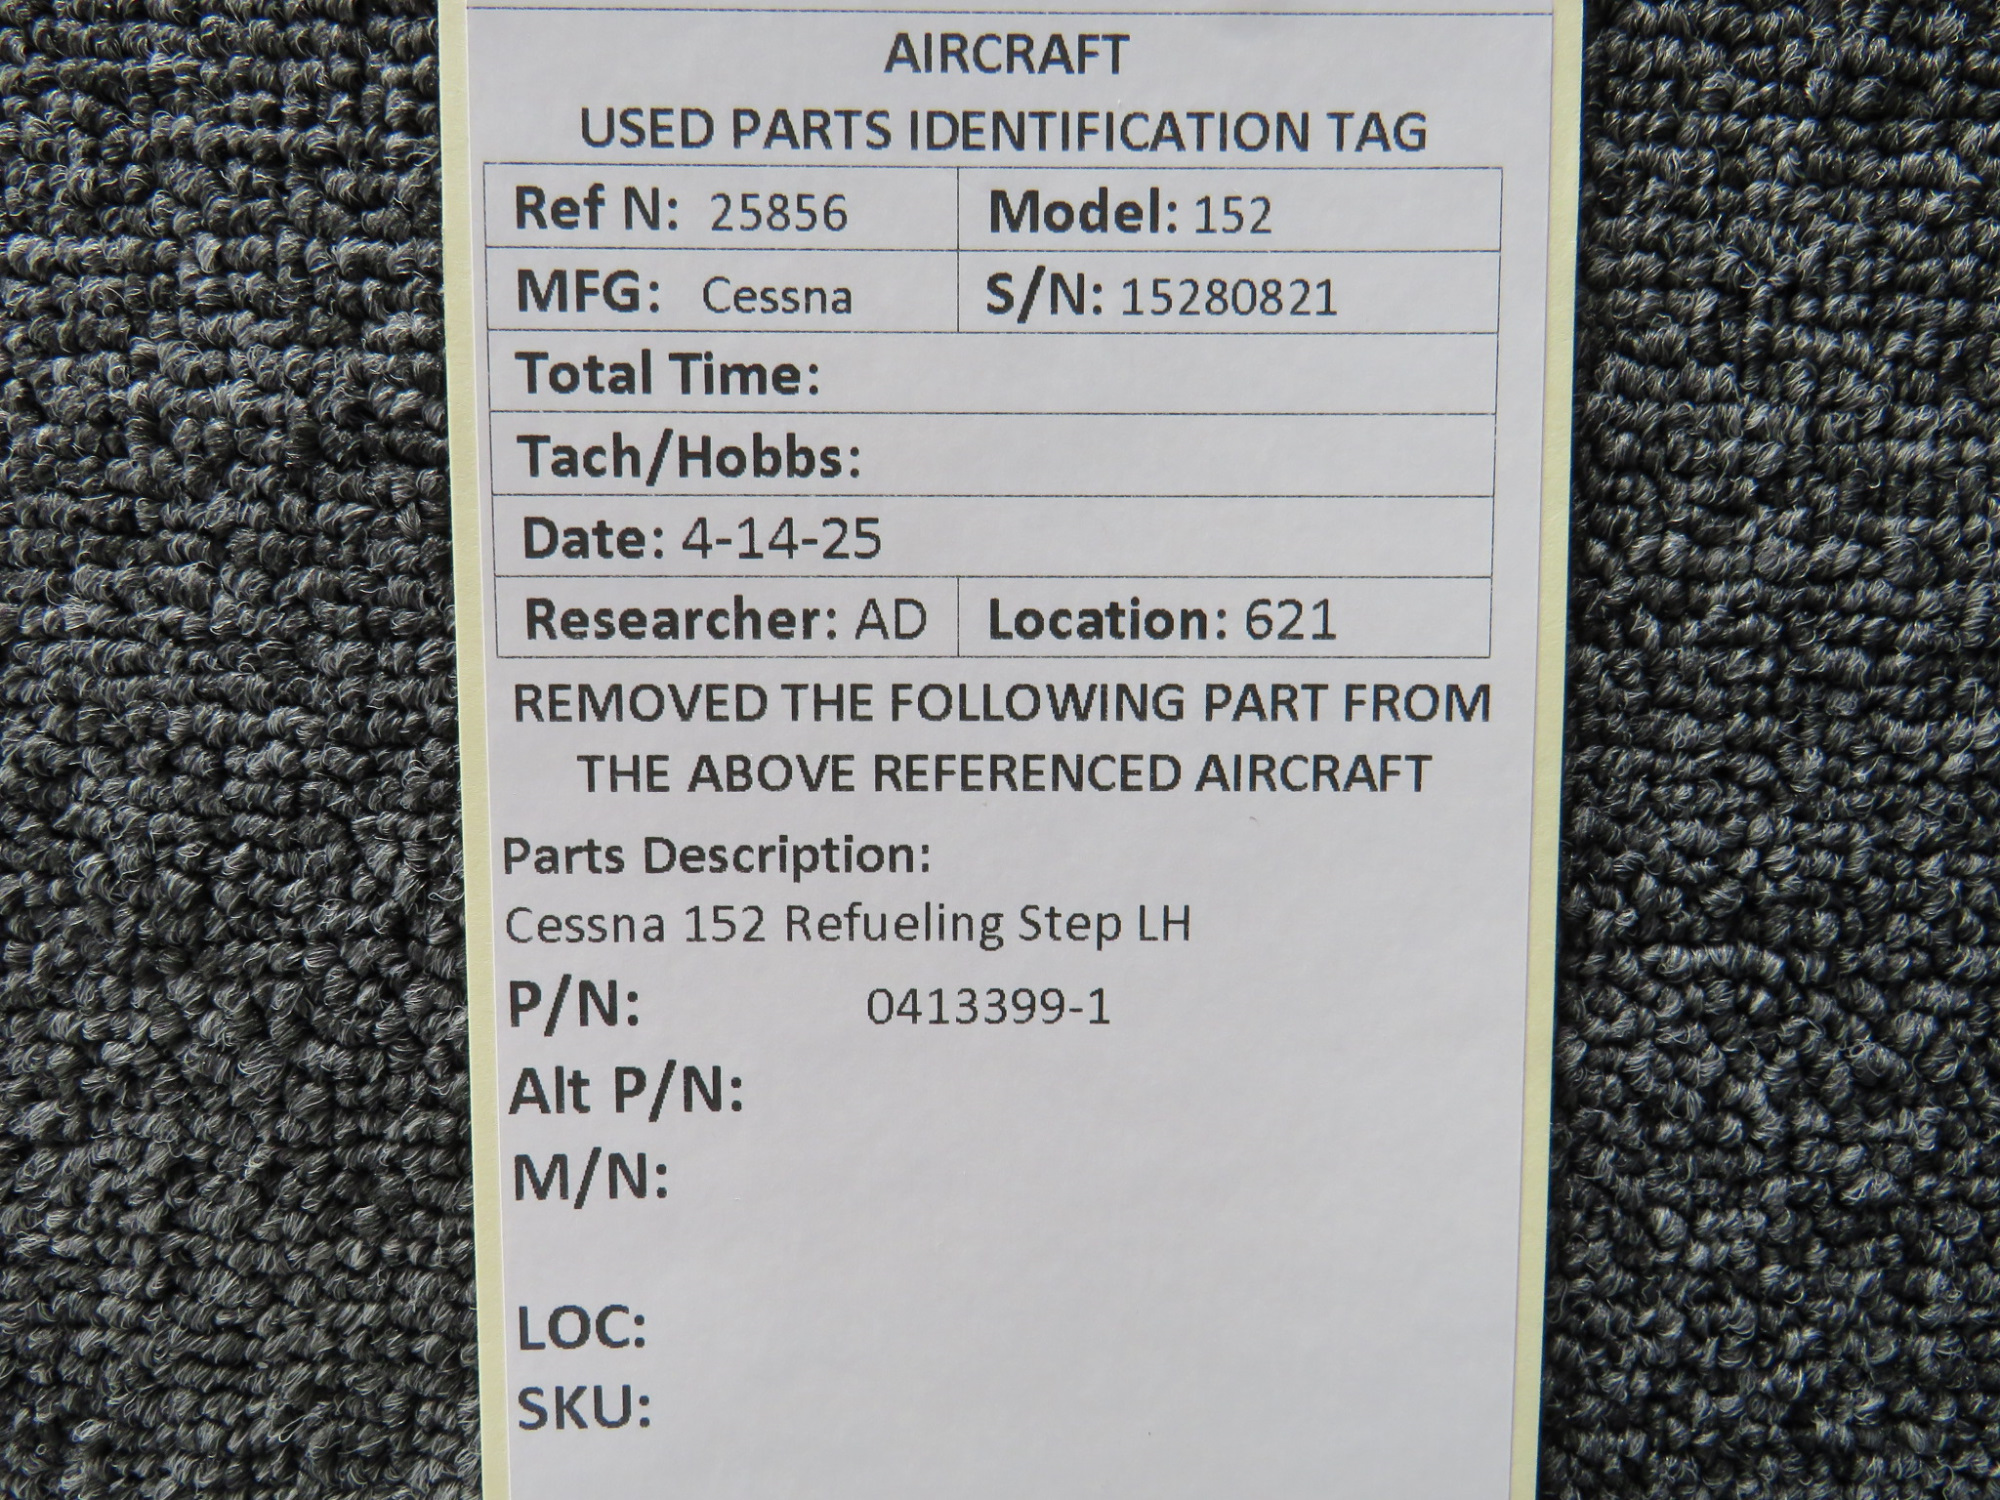 AIRCRAFT
USED PARTS IDENTIFICATION TAG
Ref N: 25856 Model: 152
MFG: Cessna S/N: 15280821
Total Time:
Tach/Hobbs:
Date: 4-14-25
Researcher: AD Location: 621
REMOVED THE FOLLOWING PART FROM
THE ABOVE REFERENCED AIRCRAFT
Parts Description:
Cessna 152 Refueling Step LH
P/N: 0413399-1
Alt P/N:
M/N:
LOC:
SKU: